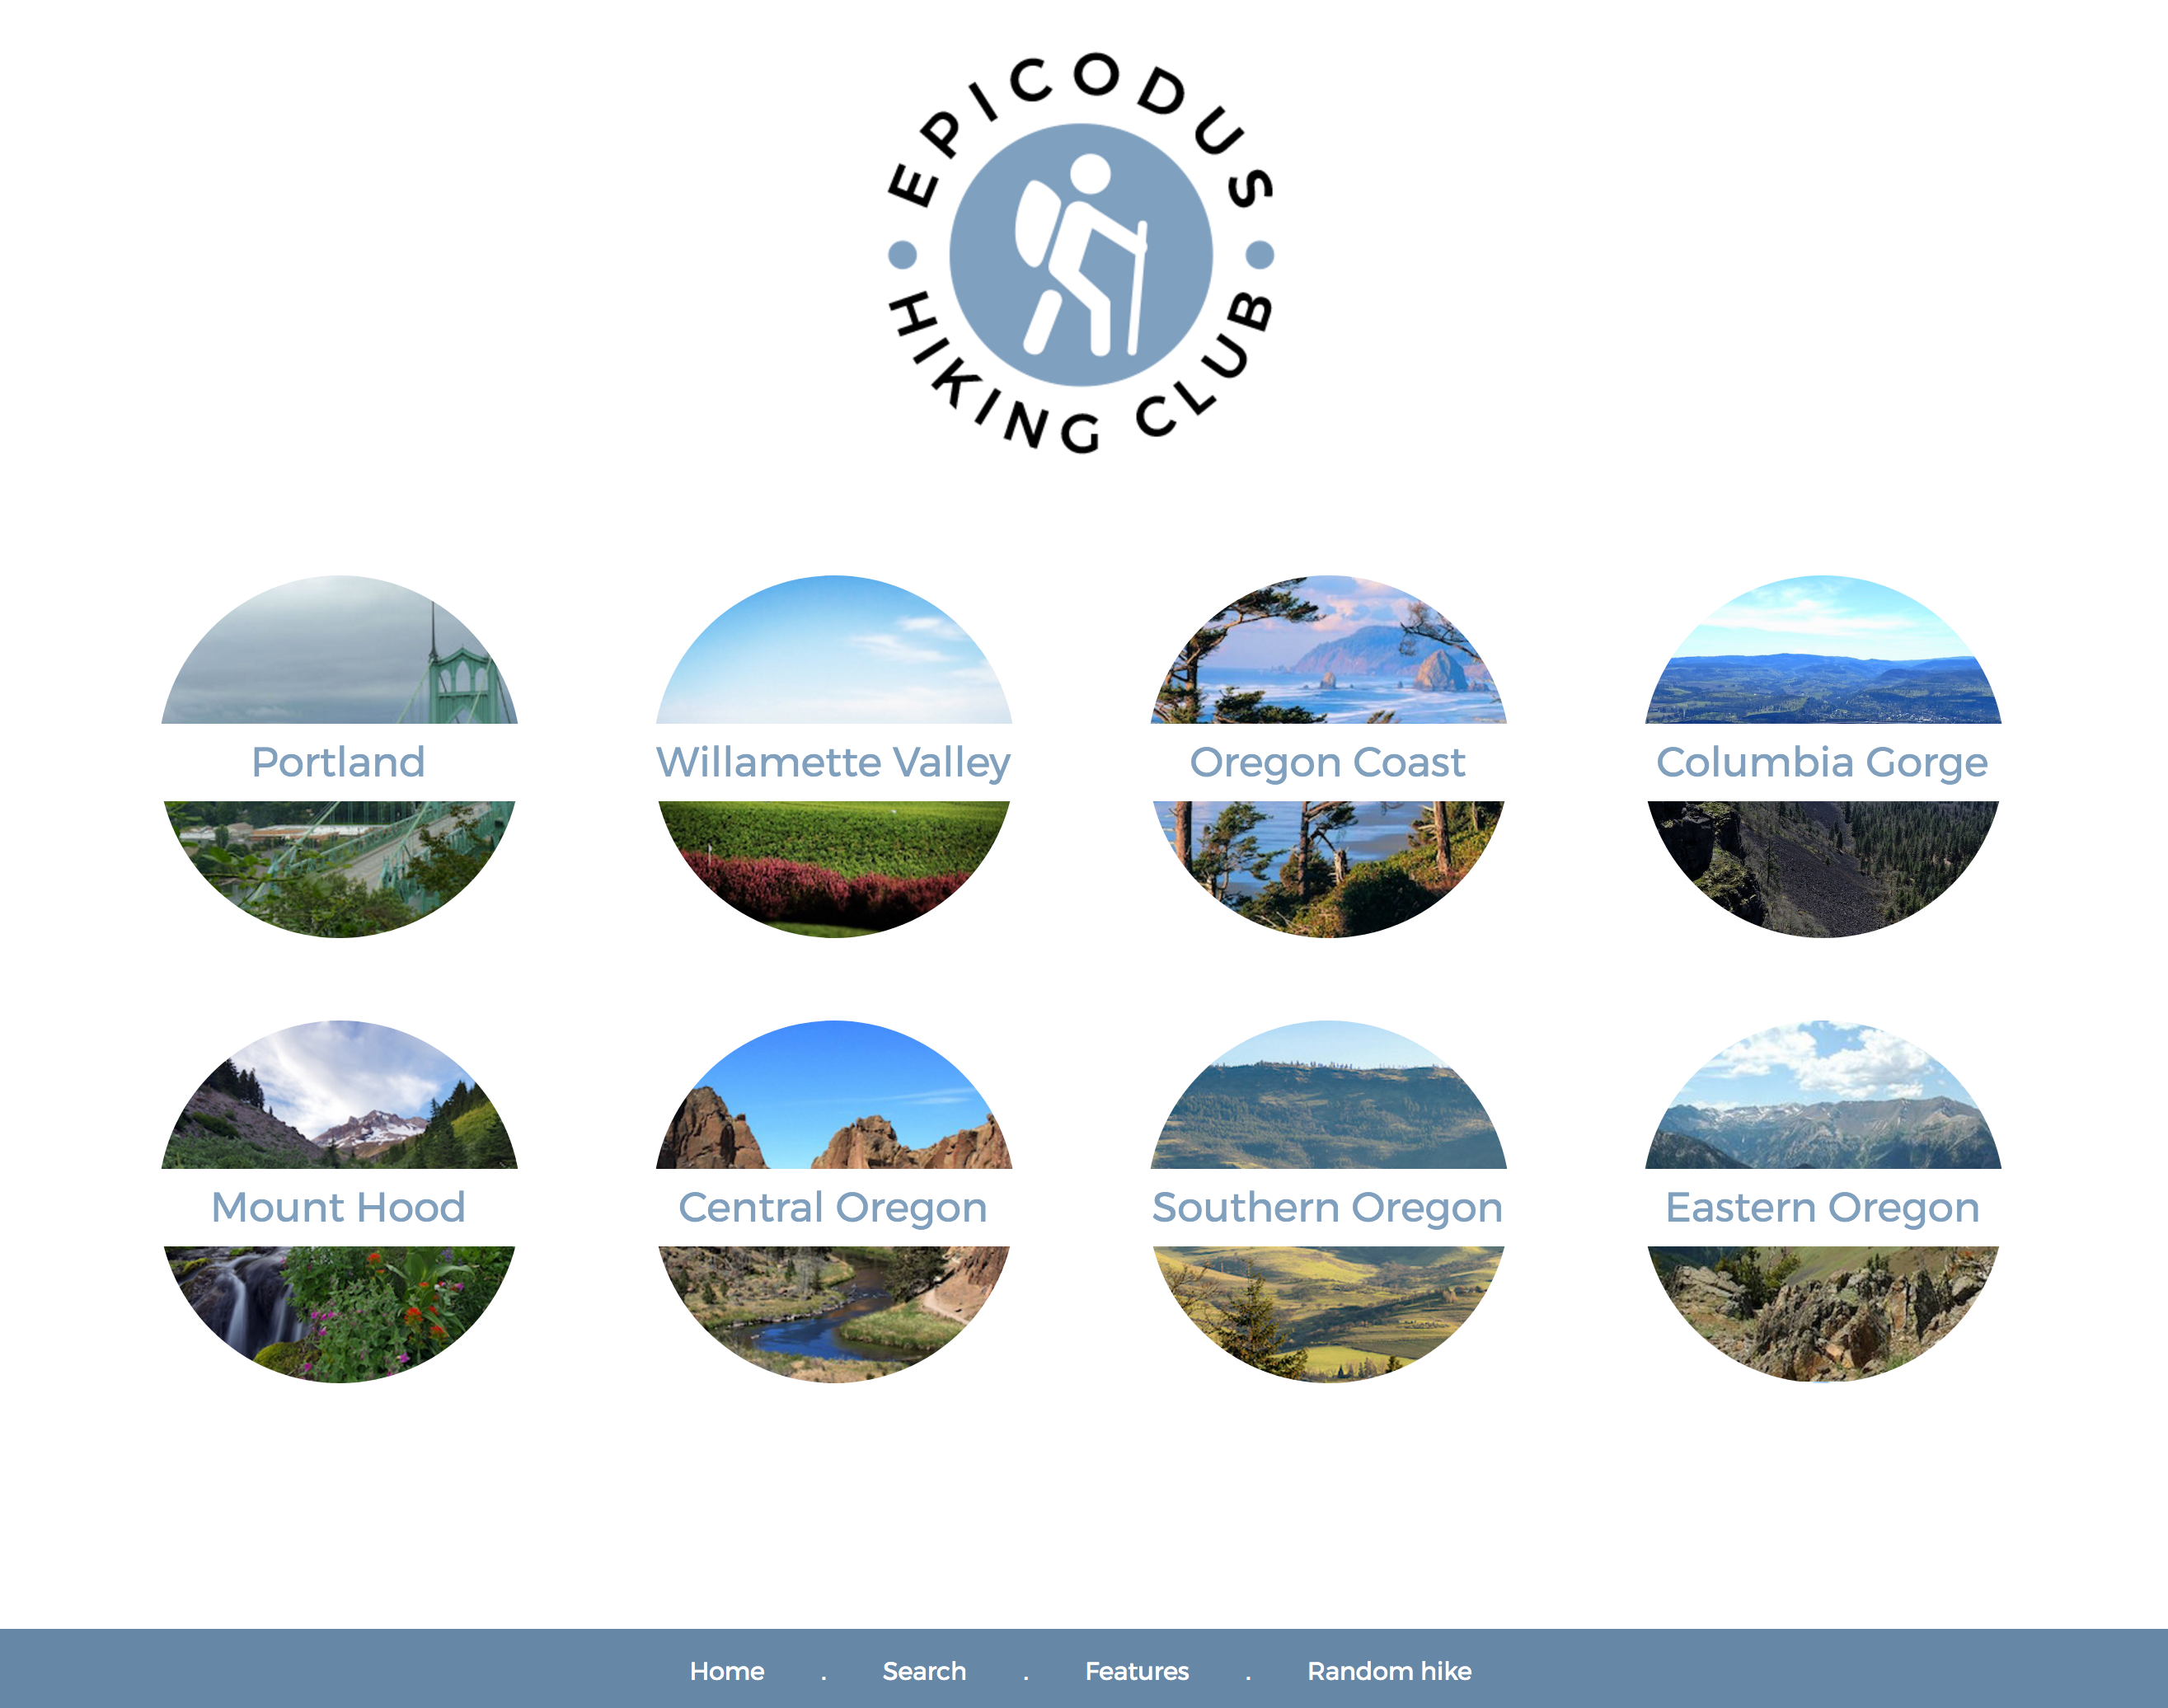 EPICODUS
HIKING CLUB
Portland
Willamette Valley
Oregon Coast
Columbia Gorge
Mount Hood
Central Oregon
Southern Oregon
Eastern Oregon
Home . Search . Features . Random hike